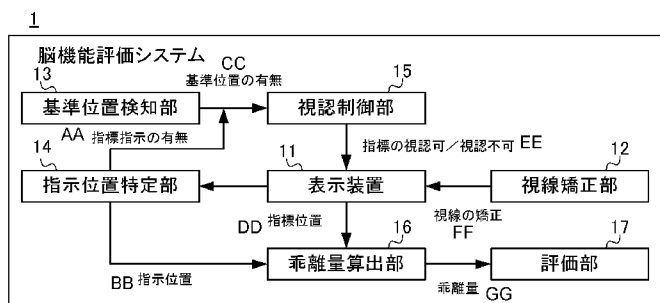 1
脳機能評価システム
CC
基準位置の有無
13
15
基準位置検知部
視認制御部
AA 指標指示の有無
指標の視認可／視認不可 EE
14
11
12
指示位置特定部
表示装置
視線矯正部
視線の矯正
FF
DD 指標位置
16
17
乖離量算出部
評価部
BB 指示位置
乖離量 GG